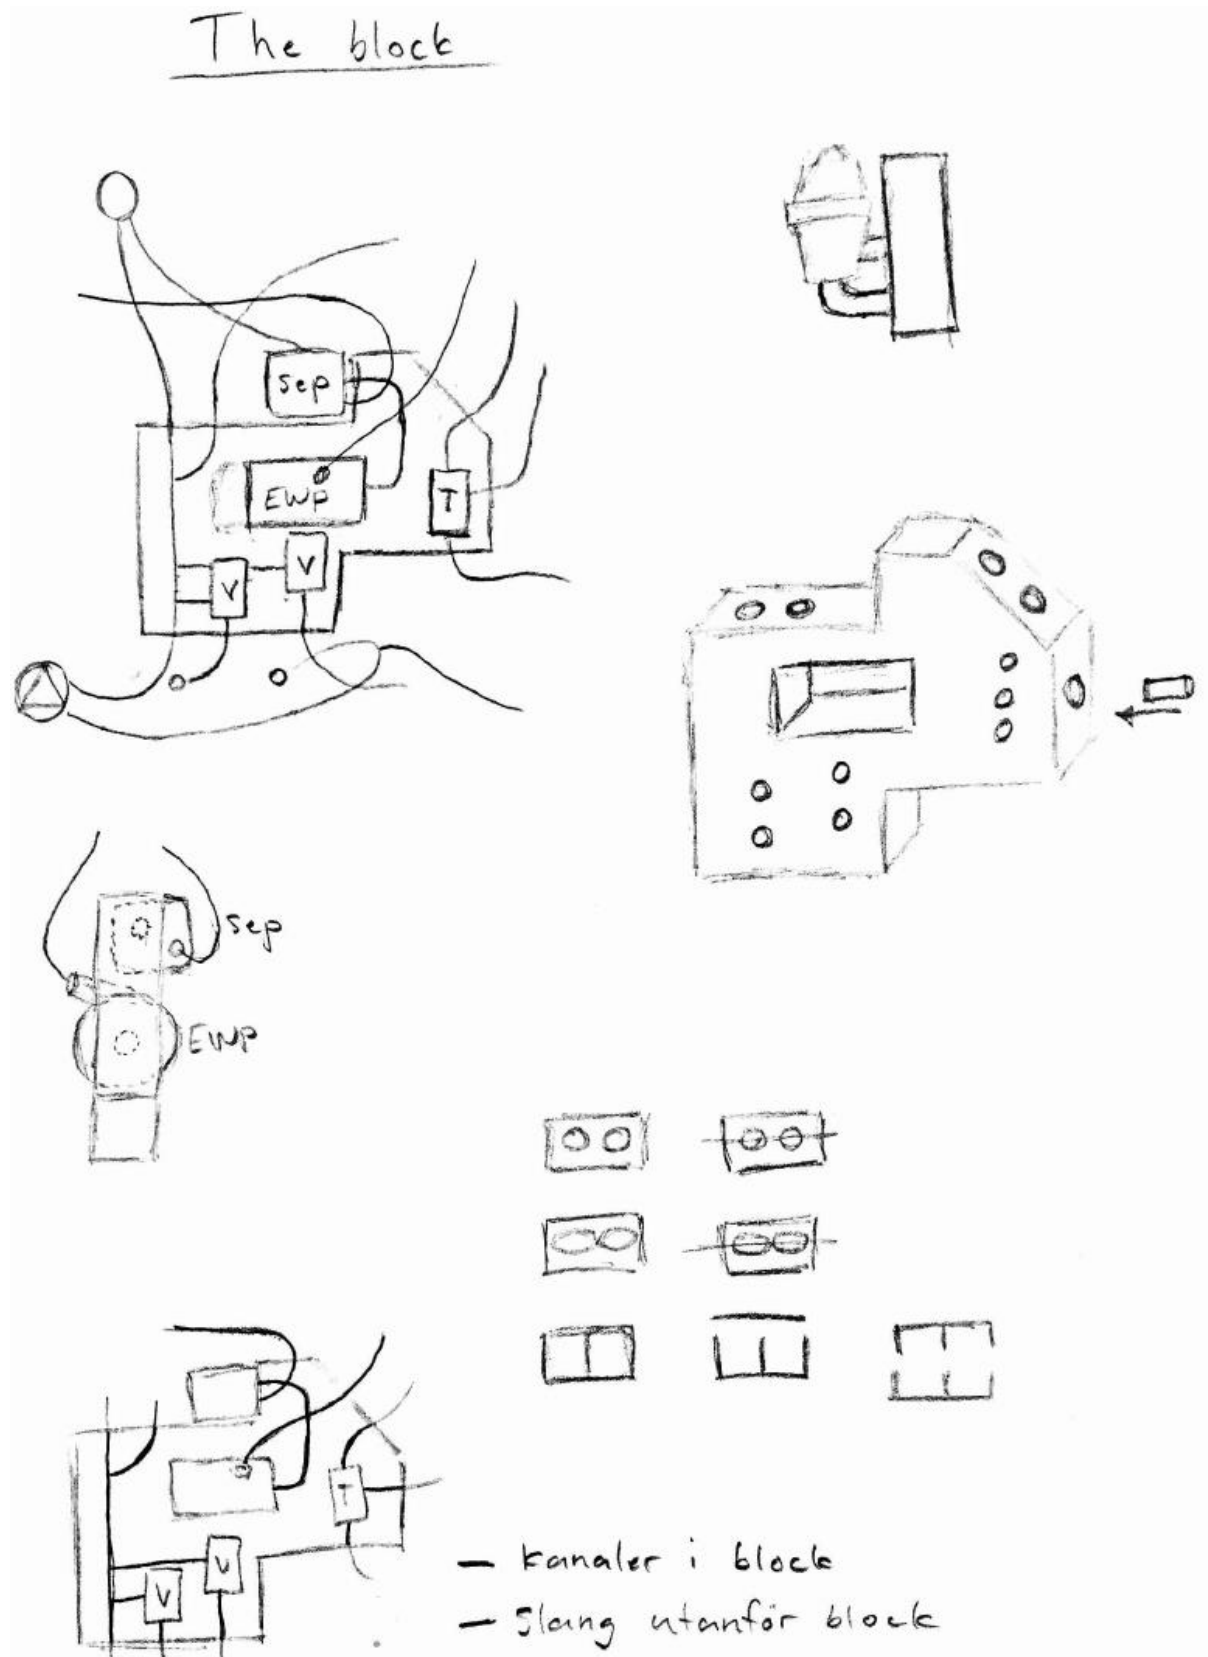 The block
sep
EWP
T
V
V
sep
EWP
T
V
V
– kanaler i block
– slang utanför block